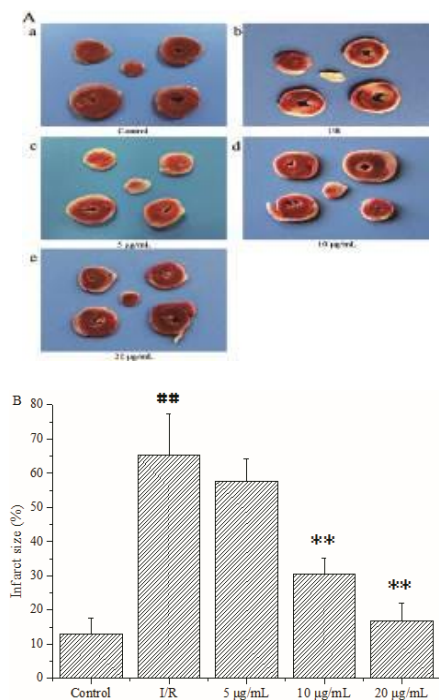 A
a
b
Control
I/R
c
d
5 μg/mL
10 μg/mL
e
20 μg/mL
B
80
70
60
50
40
30
20
10
0
Infarct size (%)
##
**
**
Control
I/R
5 μg/mL
10 μg/mL
20 μg/mL